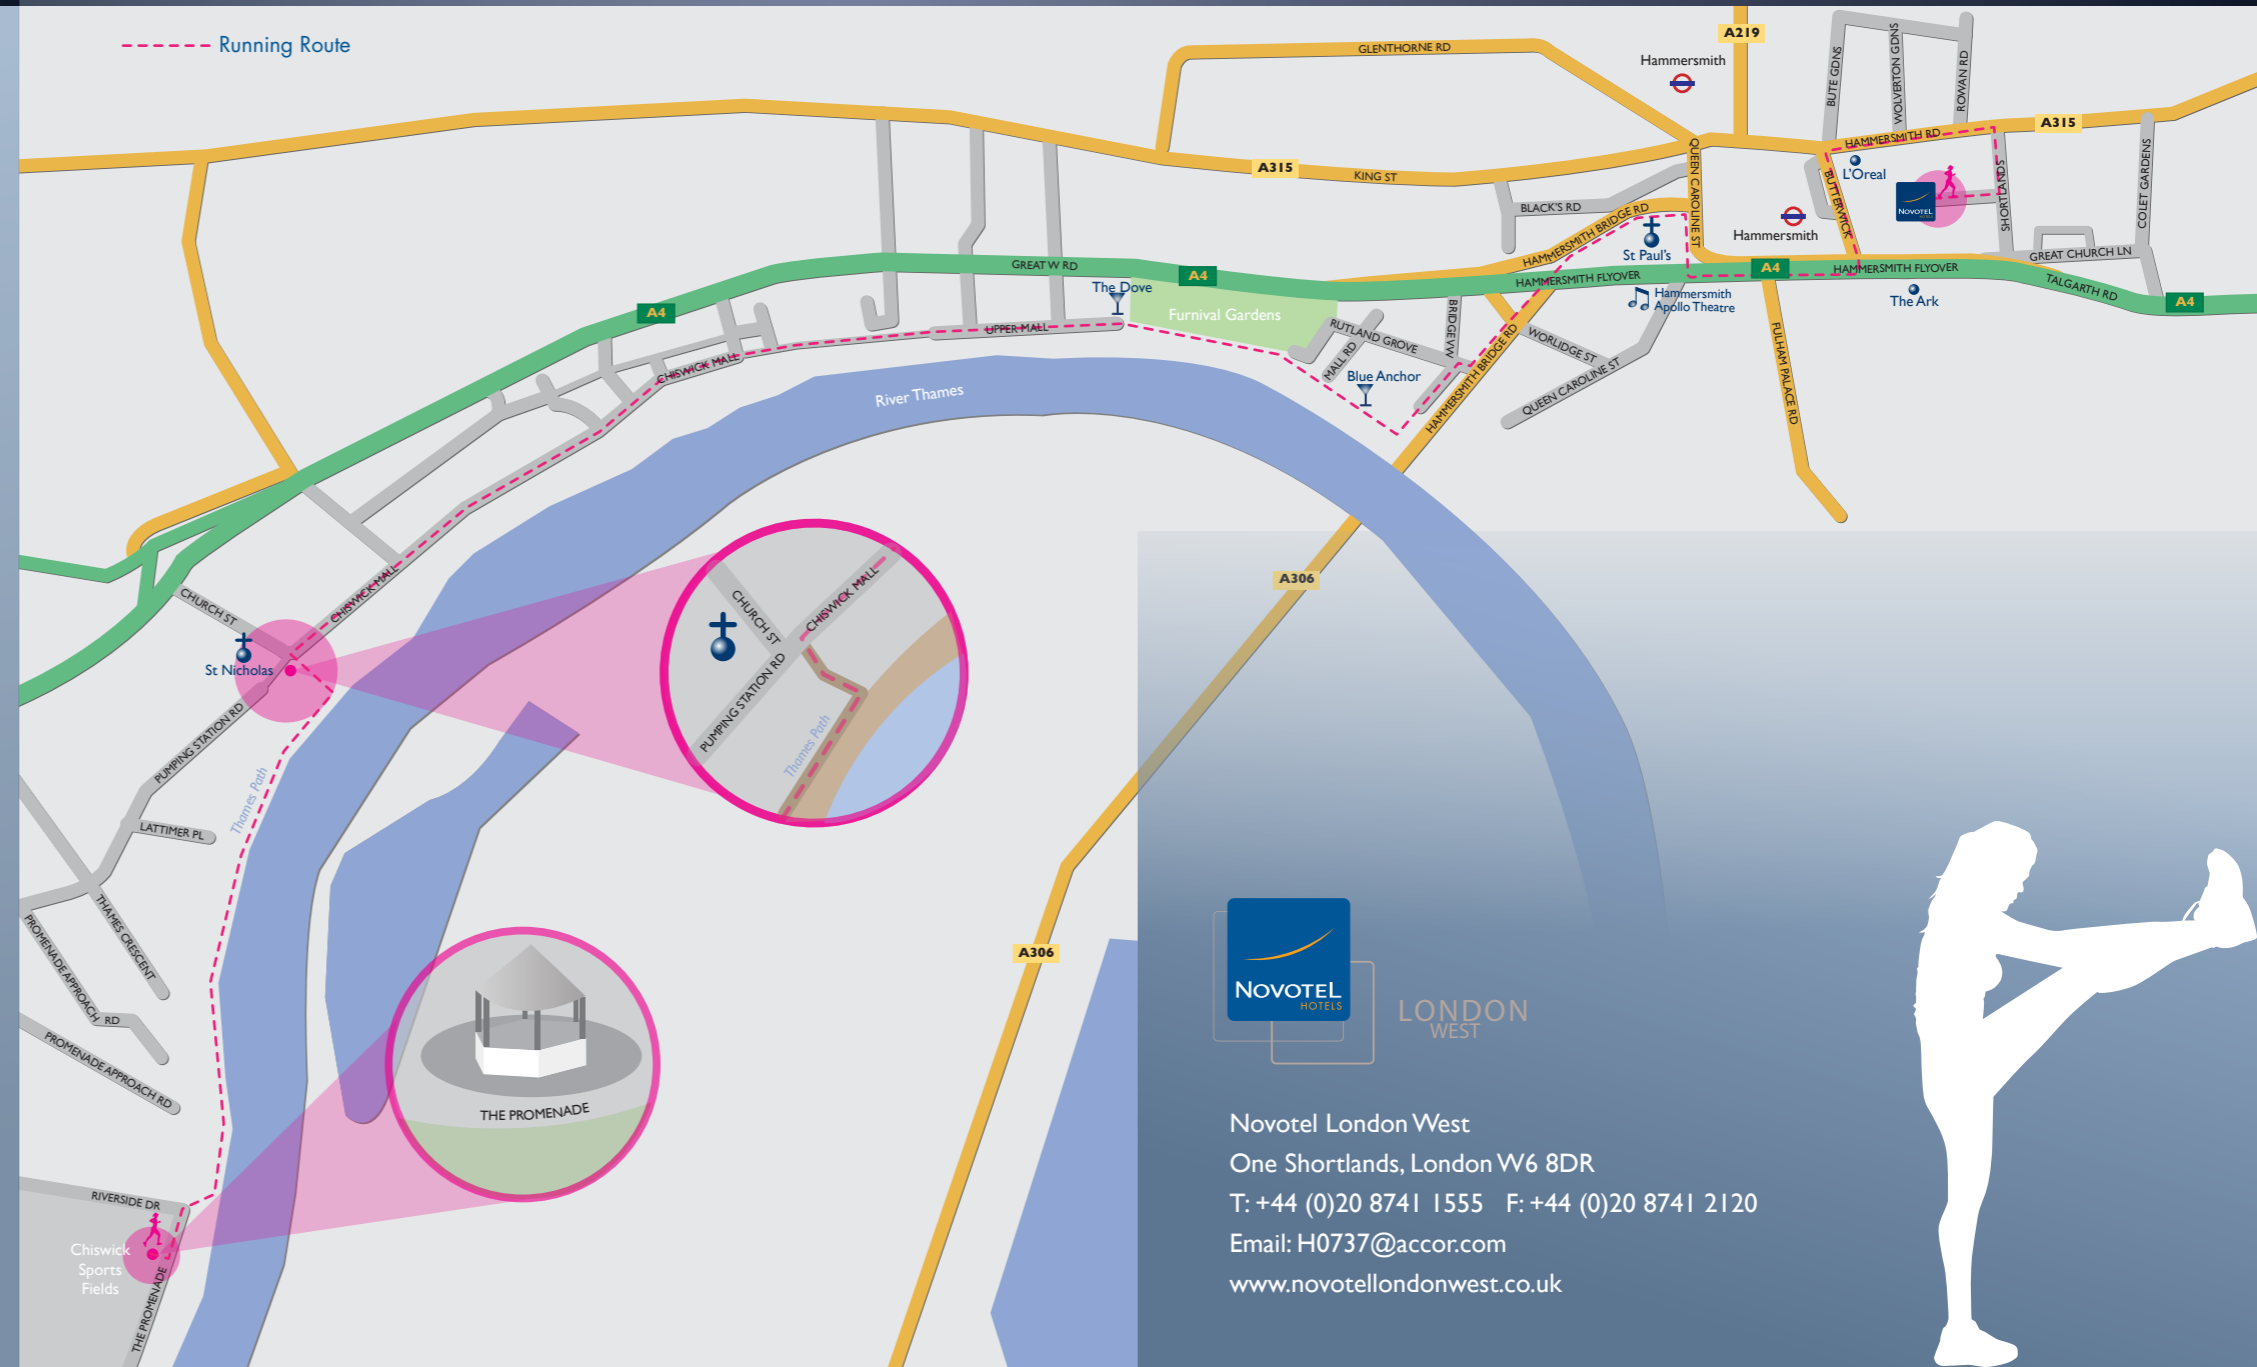 Running Route
GLENTHORNE RD
Hammersmith
A219
BUTE GDNS
WOLVERTON GDNS
ROWAN RD
HAMMERSMITH RD
A315
A315
KING ST
QUEEN CAROLINE ST
BUTTERWICK
L'Oreal
NOVOTEL
HOTELS
SHORTLANDS
COLET GARDENS
BLACK'S RD
HAMMERSMITH BRIDGE RD
St Paul's
Hammersmith
GREAT CHURCH LN
GREAT W RD
A4
The Dove
HAMMERSMITH FLYOVER
A4
HAMMERSMITH FLYOVER
TALGARTH RD
A4
A4
Furnival Gardens
Hammersmith
Apollo Theatre
The Ark
UPPER MALL
RUTLAND GROVE
MALL RD
BRIDGE VW
HAMMERSMITH BRIDGE RD
WORLIDGE ST
QUEEN CAROLINE ST
FULHAM PALACE RD
CHISWICK MALL
Blue Anchor
River Thames
CHURCH ST
CHISWICK MALL
St Nicholas
PUMPING STATION RD
Thames Path
CHURCH ST
CHISWICK MALL
PUMPING STATION RD
Thames Path
A306
LATTIMER PL
THAMES CRESCENT
PROMENADE APPROACH RD
PROMENADE APPROACH RD
A306
THE PROMENADE
RIVERSIDE DR
Chiswick
Sports
Fields
THE PROMENADE
NOVOTEL
HOTELS
LONDON
WEST
Novotel London West
One Shortlands, London W6 8DR
T: +44 (0)20 8741 1555 F: +44 (0)20 8741 2120
Email: H0737@accor.com
www.novotellondonwest.co.uk